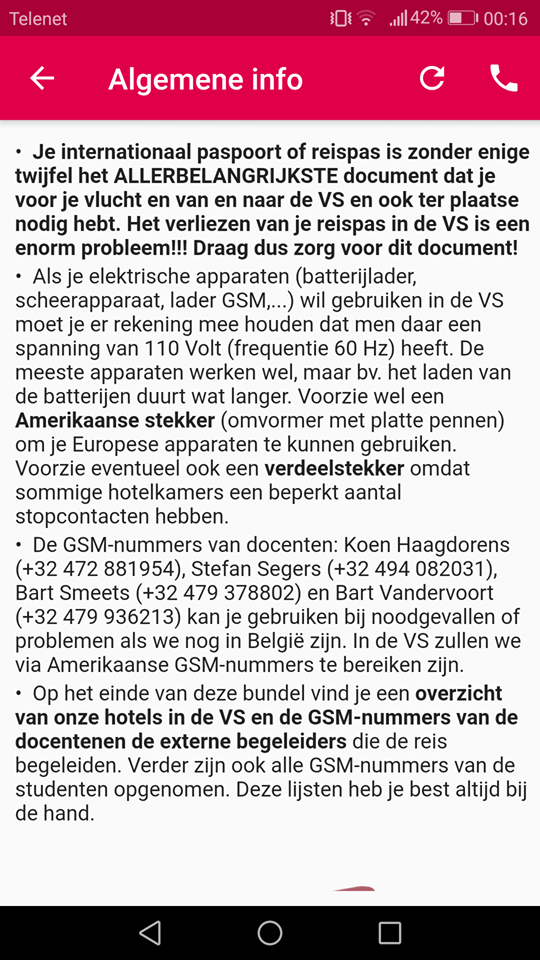 Telenet 42% 00:16
Algemene info
• Je internationaal paspoort of reispas is zonder enige
twijfel het ALLERBELANGRIJKSTE document dat je
voor je vlucht en van en naar de VS en ook ter plaatse
nodig hebt. Het verliezen van je reispas in de VS is een
enorm probleem!!! Draag dus zorg voor dit document!
• Als je elektrische apparaten (batterijlader,
scheerapparaat, lader GSM,...) wil gebruiken in de VS
moet je er rekening mee houden dat men daar een
spanning van 110 Volt (frequentie 60 Hz) heeft. De
meeste apparaten werken wel, maar bv. het laden van
de batterijen duurt wat langer. Voorzie wel een
Amerikaanse stekker (omvormer met platte pennen)
om je Europese apparaten te kunnen gebruiken.
Voorzie eventueel ook een verdeelstekker omdat
sommige hotelkamers een beperkt aantal
stopcontacten hebben.
• De GSM-nummers van docenten: Koen Haagdorens
(+32 472 881954), Stefan Segers (+32 494 082031),
Bart Smeets (+32 479 378802) en Bart Vandervoort
(+32 479 936213) kan je gebruiken bij noodgevallen of
problemen als we nog in België zijn. In de VS zullen we
via Amerikaanse GSM-nummers te bereiken zijn.
• Op het einde van deze bundel vind je een overzicht
van onze hotels in de VS en de GSM-nummers van de
docentenen de externe begeleiders die de reis
begeleiden. Verder zijn ook alle GSM-nummers van de
studenten opgenomen. Deze lijsten heb je best altijd bij
de hand.